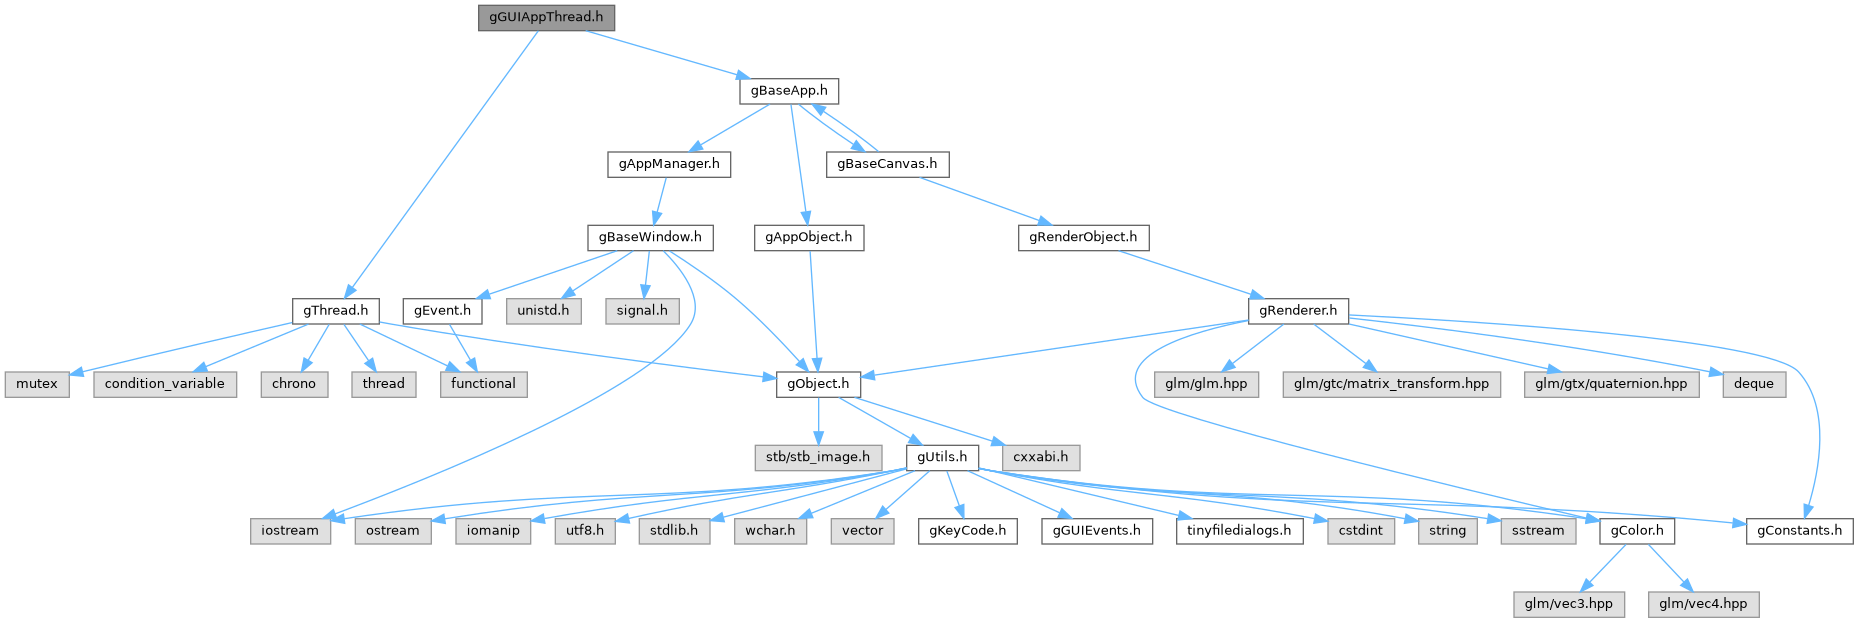 gGUIAppThread.h
gBaseApp.h
gAppManager.h
gBaseCanvas.h
gBaseWindow.h
gAppObject.h
gRenderObject.h
gThread.h
gEvent.h
unistd.h
signal.h
gRenderer.h
mutex
condition_variable
chrono
thread
functional
gObject.h
glm/glm.hpp
glm/gtc/matrix_transform.hpp
glm/gtx/quaternion.hpp
deque
stb/stb_image.h
gUtils.h
cxxabi.h
iostream
ostream
iomanip
utf8.h
stdlib.h
wchar.h
vector
gKeyCode.h
gGUIEvents.h
tinyfiledialogs.h
cstdint
string
sstream
gColor.h
gConstants.h
glm/vec3.hpp
glm/vec4.hpp